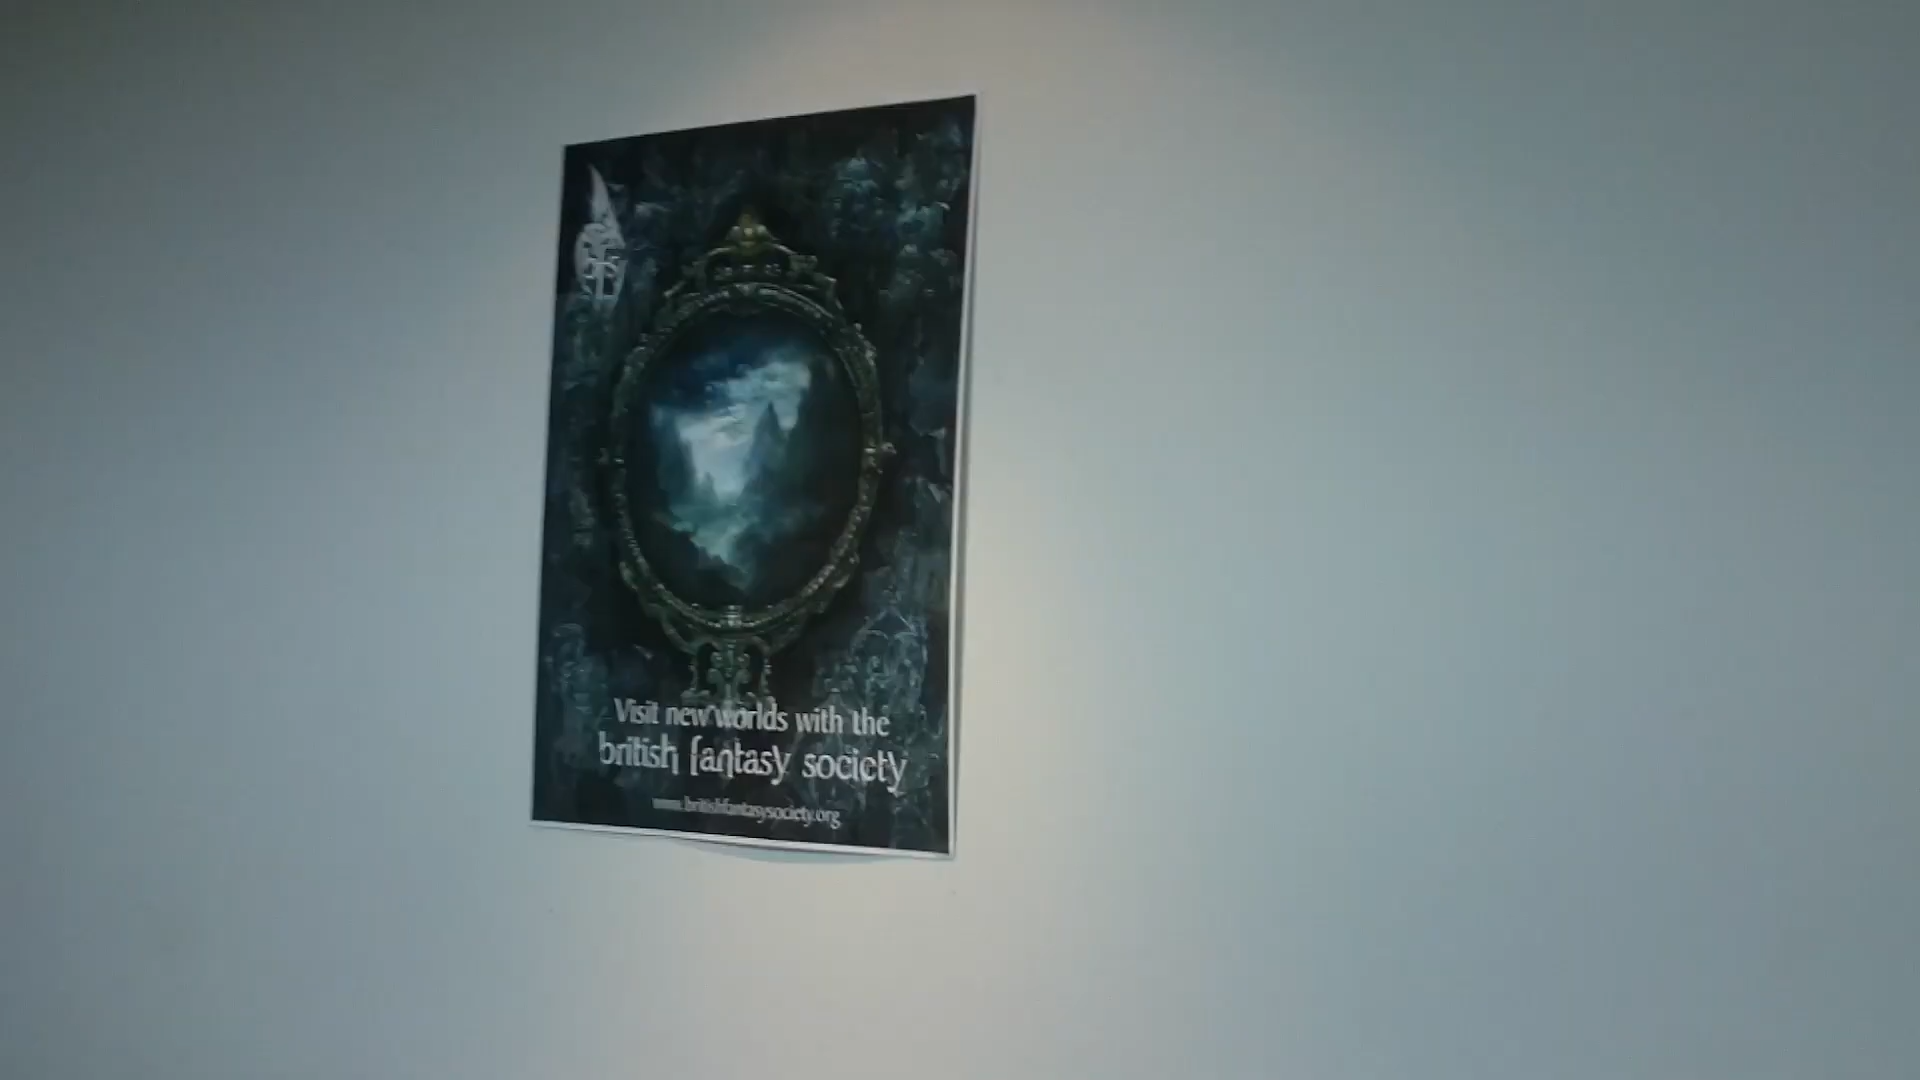 Visit new worlds with the
british fantasy society
www.britishfantasysociety.org